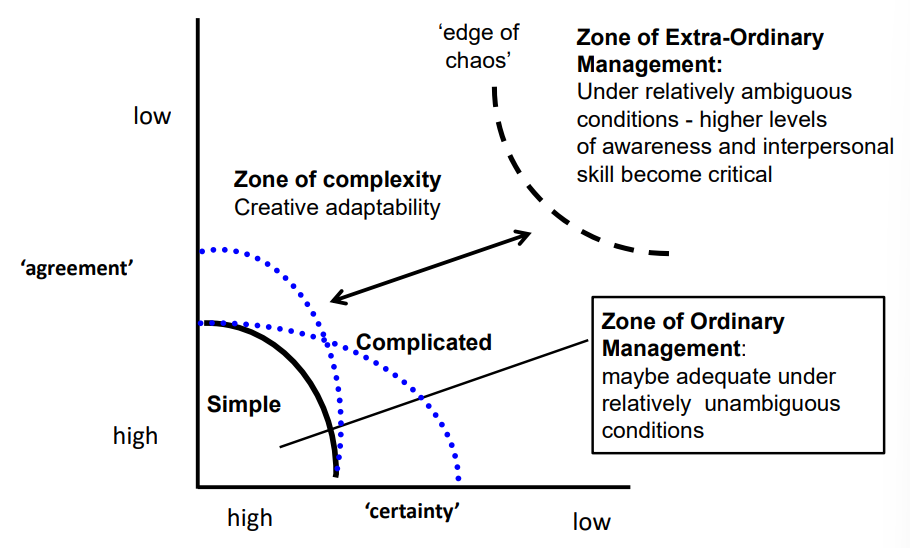 ‘edge of
chaos’
Zone of Extra-Ordinary
Management:
Under relatively ambiguous
conditions - higher levels
of awareness and interpersonal
skill become critical
low
Zone of complexity
Creative adaptability
‘agreement’
Complicated
Zone of Ordinary
Management:
maybe adequate under
relatively unambiguous
conditions
Simple
high
high
‘certainty’
low